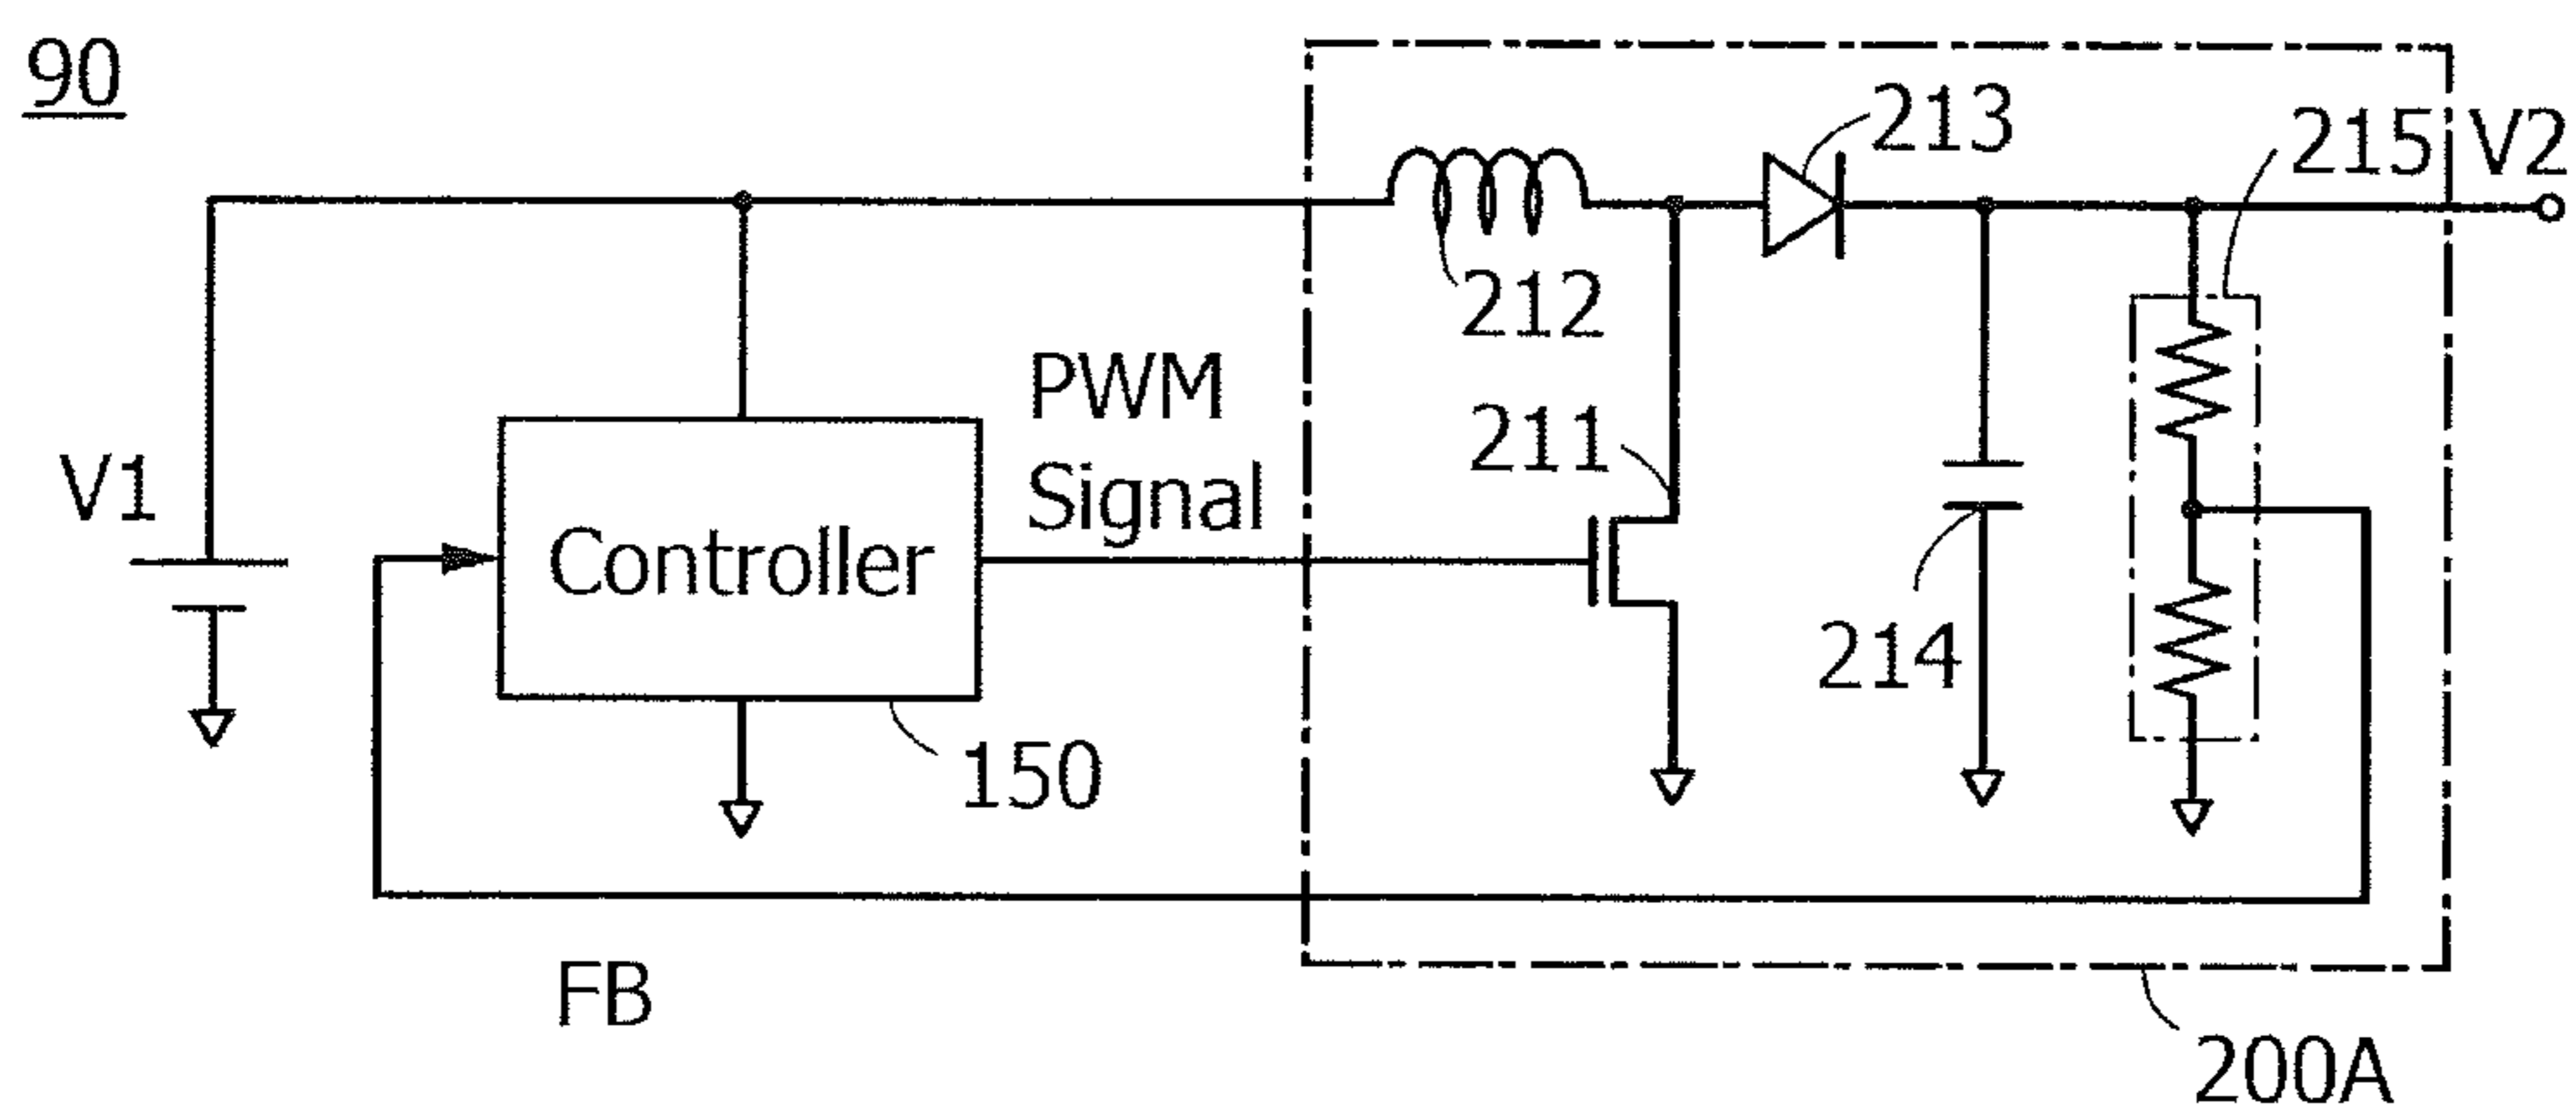 90
213
215
V2
212
PWM
Signal
211
V1
Controller
214
150
FB
200A